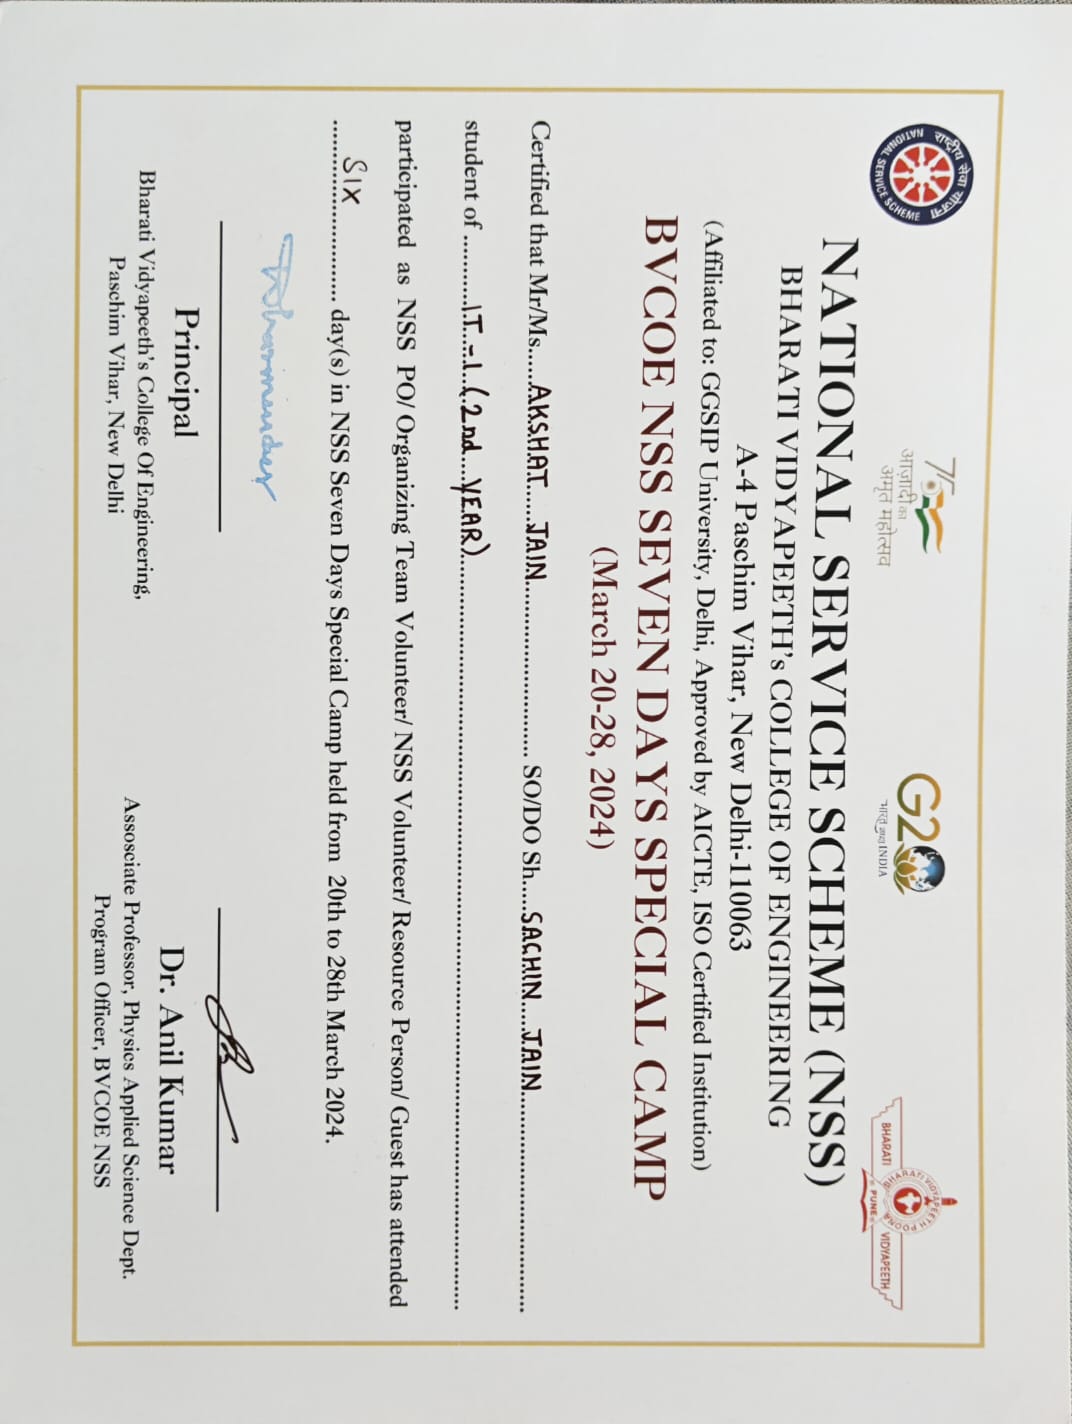 राष्ट्रीय सेवा योजना
NATIONAL SERVICE SCHEME
75
आज़ादी का
अमृत महोत्सव
G20
भारत 2023 INDIA
BHARATI VIDYAPEETH POONA
BHARATI VIDYAPEETH
PUNE
NATIONAL SERVICE SCHEME (NSS)
BHARATI VIDYAPEETH's COLLEGE OF ENGINEERING
A-4 Paschim Vihar, New Delhi-110063
(Affiliated to: GGSIP University, Delhi, Approved by AICTE, ISO Certified Institution)
BVCOE NSS SEVEN DAYS SPECIAL CAMP
(March 20-28, 2024)
Certified that Mr/Ms.....AKSHAT JAIN.......... SO/DO Sh.....SACHIN JAIN..........
student of ..........IT-1 (2nd YEAR)..........
participated as NSS PO/ Organizing Team Volunteer/ NSS Volunteer/ Resource Person/ Guest has attended
.....SIX..... day(s) in NSS Seven Days Special Camp held from 20th to 28th March 2024.
Dharmender
Principal
Bharati Vidyapeeth's College Of Engineering,
Paschim Vihar, New Delhi
Dr. Anil Kumar
Assosciate Professor, Physics Applied Science Dept.
Program Officer, BVCOE NSS